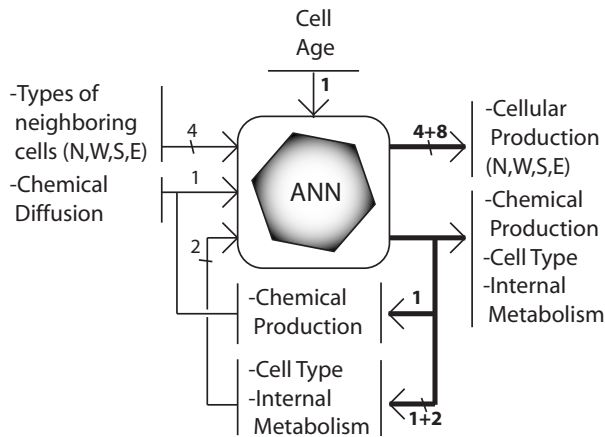 Cell
Age
1
-Types of
neighboring
cells (N,W,S,E)
4
-Chemical
Diffusion
1
2
ANN
4+8
-Cellular
Production
(N,W,S,E)
-Chemical
Production
-Cell Type
-Internal
Metabolism
-Chemical
Production
1
-Cell Type
-Internal
Metabolism
1+2